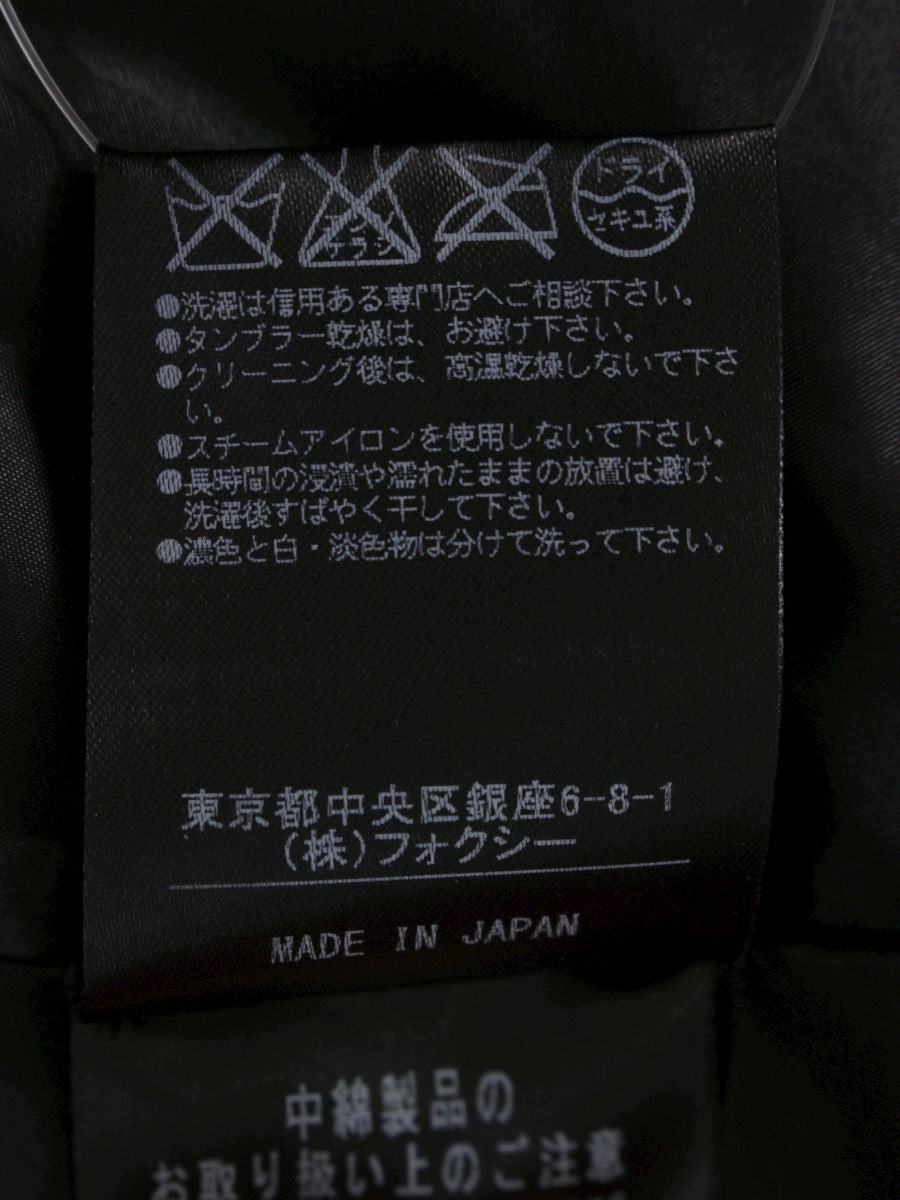 エンソ
サラシ
ドライ
セキユ系
●洗濯は信用ある専門店へご相談下さい。
●タンブラー乾燥は、お避け下さい。
●クリーニング後は、高温乾燥しないで下さ
い。
●スチームアイロンを使用しないで下さい。
●長時間の浸漬や濡れたままの放置は避け、
洗濯後すばやく干して下さい。
●濃色と白・淡色物は分けて洗って下さい。
東京都中央区銀座6-8-1
(株)フォクシー
MADE IN JAPAN
中綿製品の
お取り扱い上のご注意